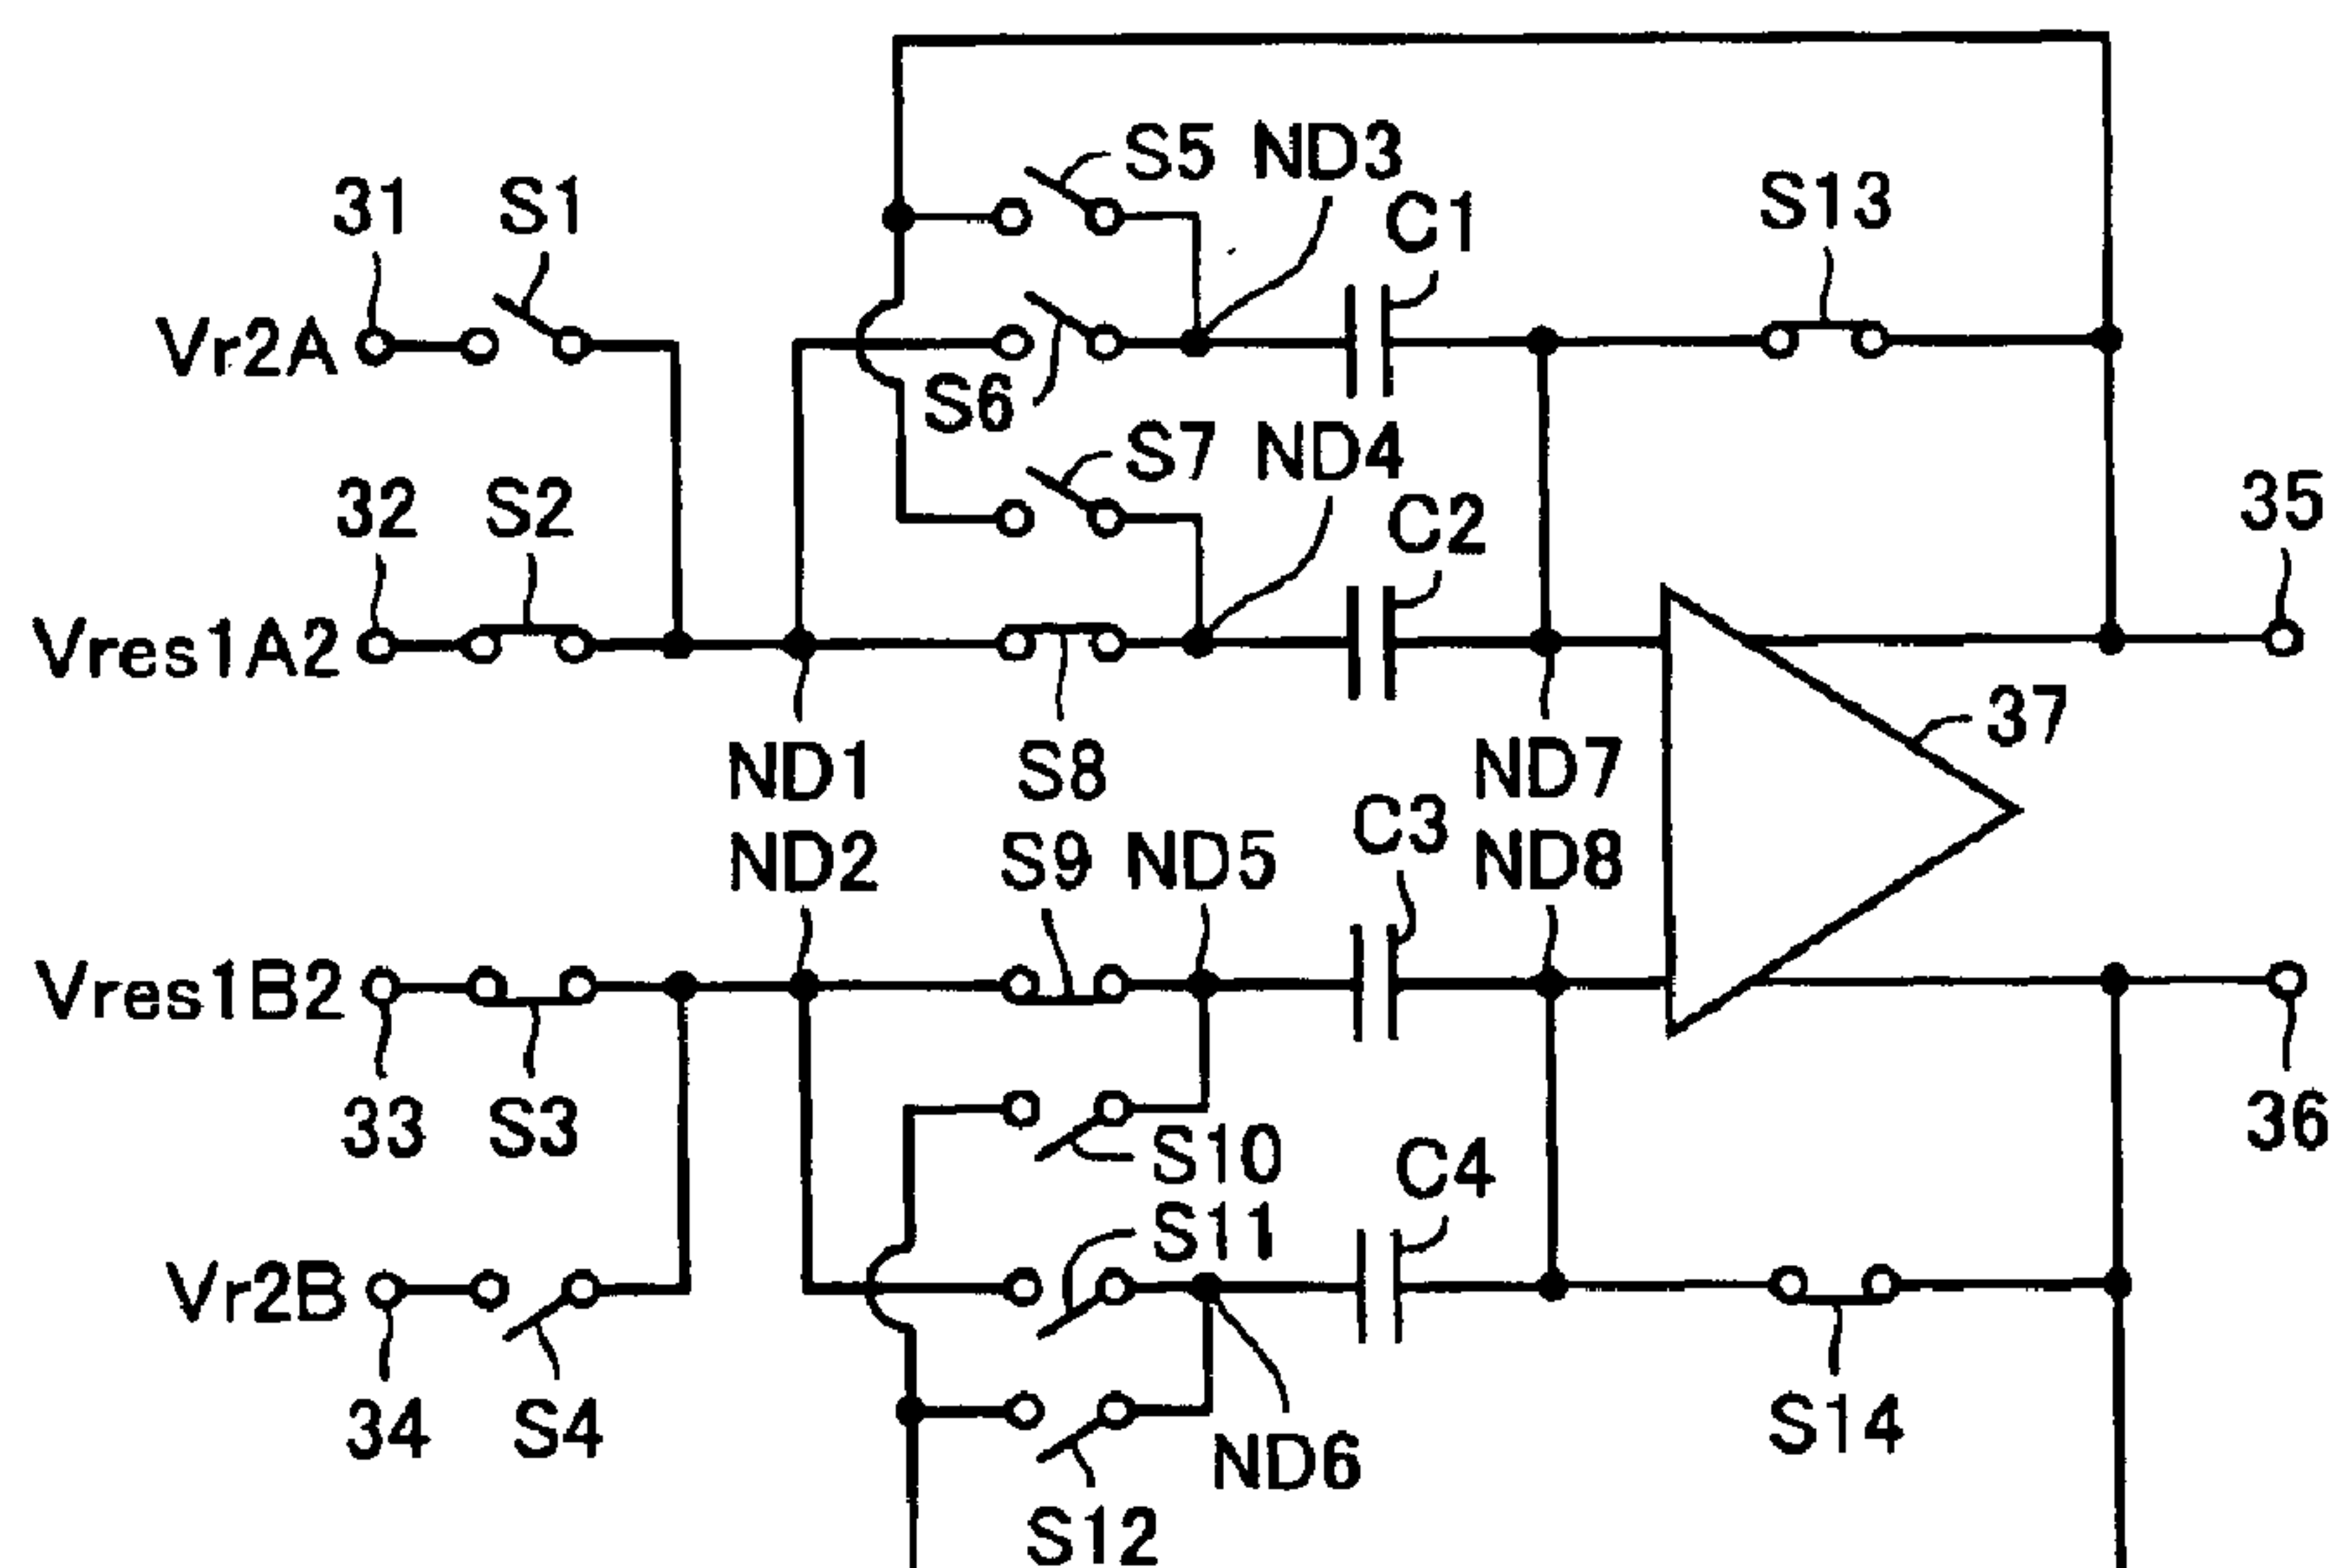 S5 ND3
31 S1 C1 S13
Vr2A
S6
S7 ND4
32 S2 C2 35
Vres1A2
37
ND1 S8 ND7
C3
ND2 S9 ND5 ND8
Vres1B2
33 S3 36
S10 C4
S11
Vr2B
34 S4 S14
ND6
S12